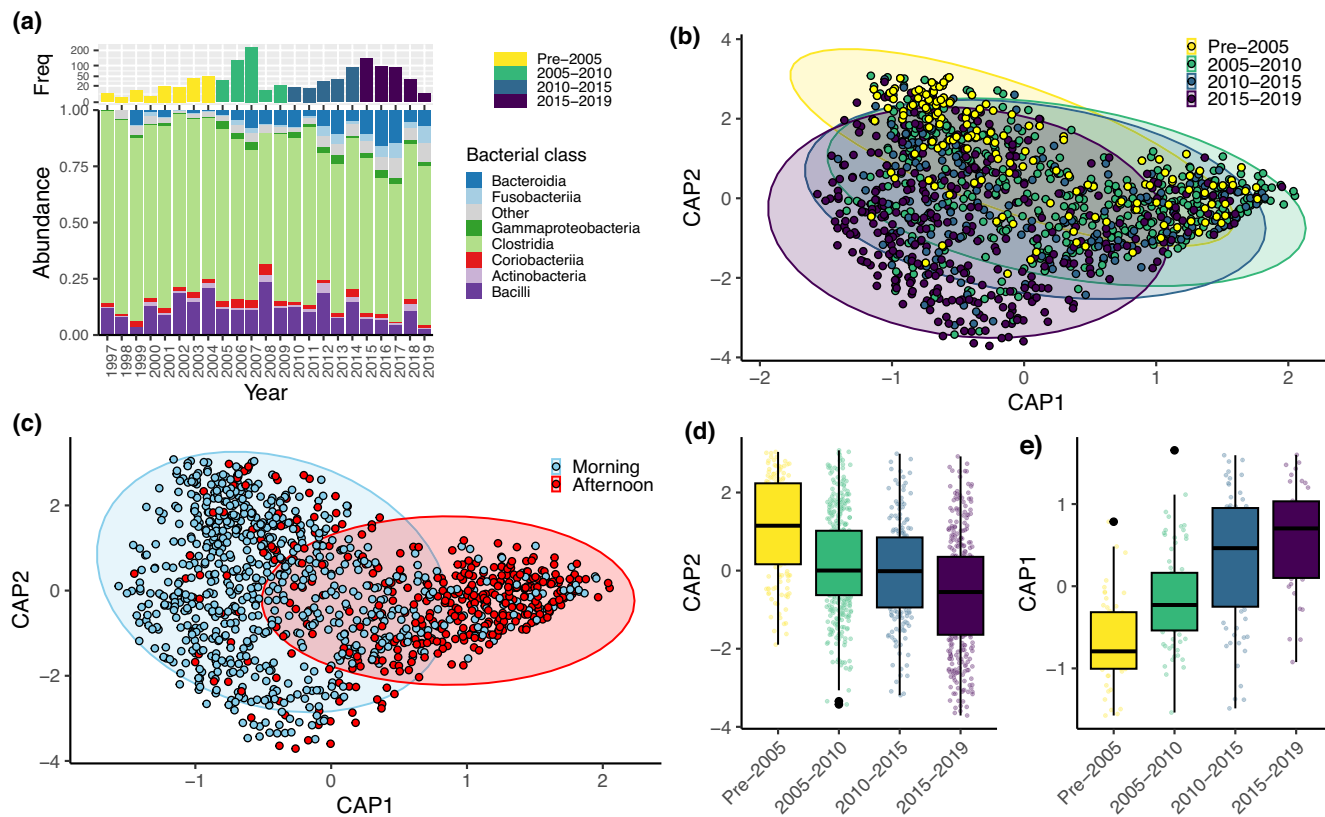 (a)
Freq
200
100
50
20
0
Pre−2005
2005−2010
2010−2015
2015−2019
Abundance
1.00
0.75
0.50
0.25
0.00
1997
1998
1999
2000
2001
2002
2003
2004
2005
2006
2007
2008
2009
2010
2011
2012
2013
2014
2015
2016
2017
2018
2019
Year
Bacterial class
Bacteroidia
Fusobacteriia
Other
Gammaproteobacteria
Clostridia
Coriobacteriia
Actinobacteria
Bacilli
(b)
CAP2
4
2
0
−2
−4
−2
−1
0
1
2
CAP1
Pre−2005
2005−2010
2010−2015
2015−2019
(c)
CAP2
2
0
−2
−4
−1
0
1
2
CAP1
Morning
Afternoon
(d)
CAP2
2
0
−2
−4
Pre−2005
2005−2010
2010−2015
2015−2019
e)
CAP1
1
0
−1
Pre−2005
2005−2010
2010−2015
2015−2019